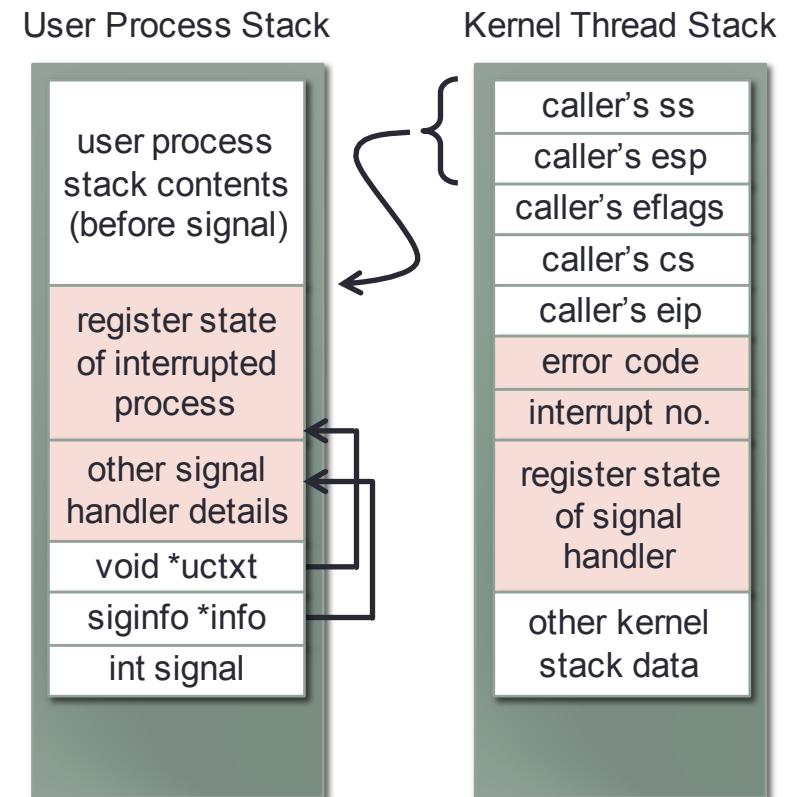 User Process Stack
user process
stack contents
(before signal)
register state
of interrupted
process
other signal
handler details
void *uctxt
siginfo *info
int signal
Kernel Thread Stack
caller's ss
caller's esp
caller's eflags
caller's cs
caller's eip
error code
interrupt no.
register state
of signal
handler
other kernel
stack data